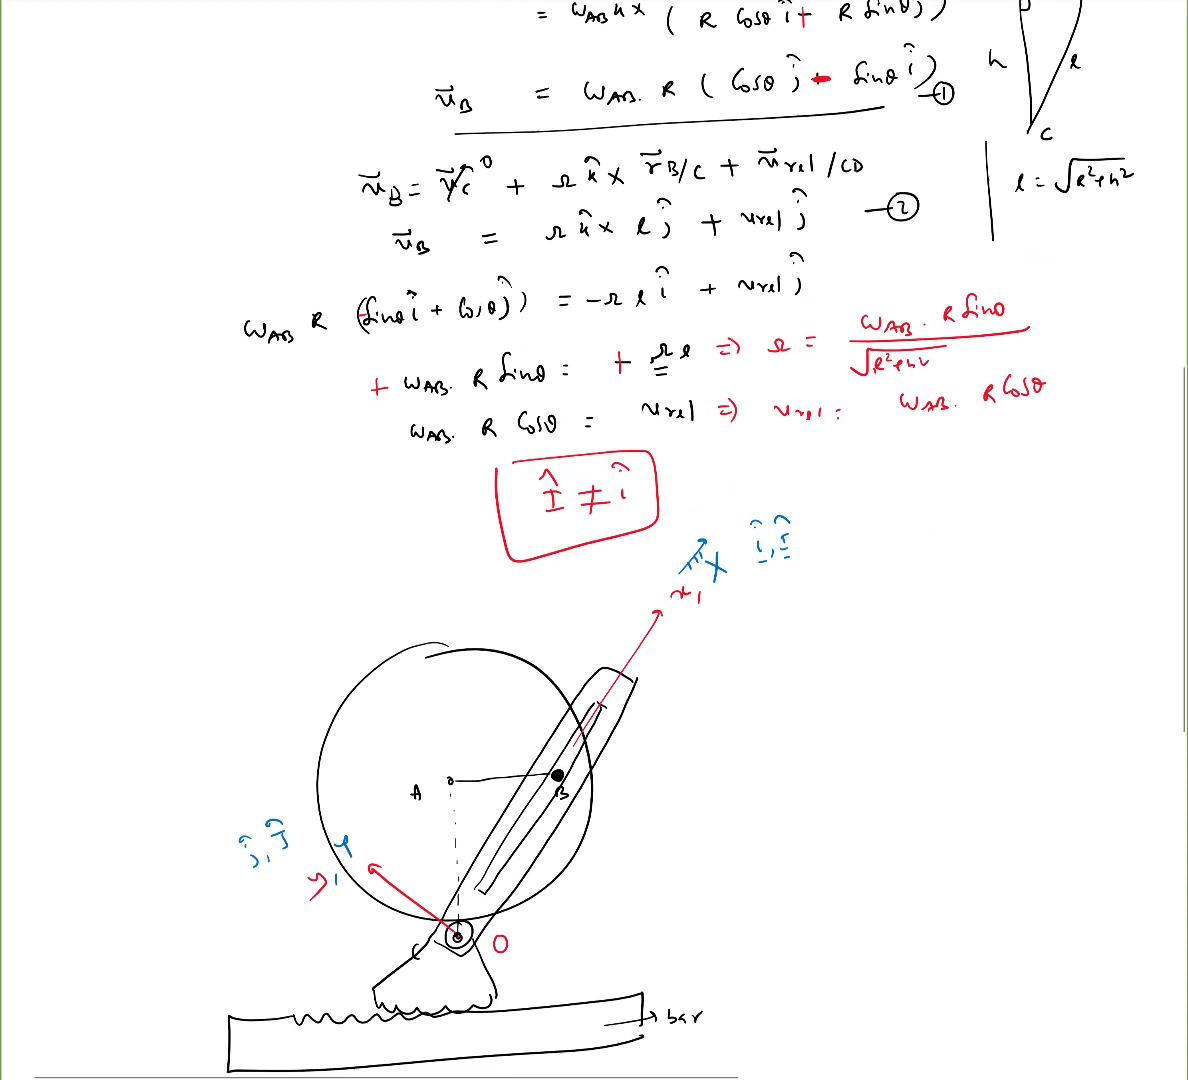 = ω_AB k̂ × ( R Cosθ î + R Sinθ ĵ )
h
l
v⃗_B = ω_AB. R ( Cosθ ĵ - Sinθ î ) —①
C
v⃗_B = v⃗_C⁰ + Ω k̂ × r⃗_B/C + v⃗_rel/CD
l = √R²+h²
v⃗_B = Ω k̂ × l ĵ + v_rel ĵ —②
ω_AB R (-Sinθ î + Cosθ ĵ) = -Ω l î + v_rel ĵ
+ ω_AB. R Sinθ = + Ω l ⇒ Ω = ω_AB. R Sinθ / √R²+h²
ω_AB. R Cosθ = v_rel ⇒ v_rel = ω_AB. R Cosθ
Î ≠ î
X î, Î
x₁
A
B
ĵ, Ĵ Y
y₁
C
O
bar